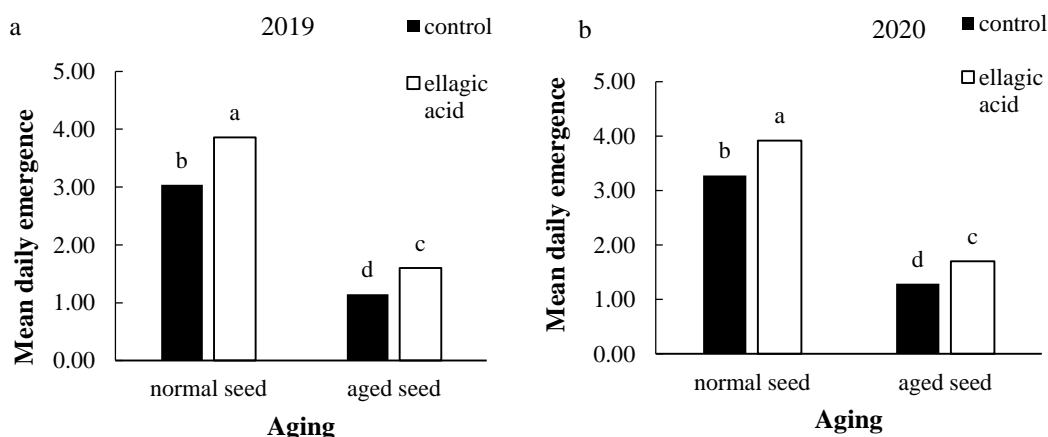 a
2019
control
ellagic
acid
Mean daily emergence
5.00
4.00
3.00
2.00
1.00
0.00
b
a
d
c
normal seed
aged seed
Aging
b
2020
control
ellagic
acid
Mean daily emergence
5.00
4.00
3.00
2.00
1.00
0.00
b
a
d
c
normal seed
aged seed
Aging